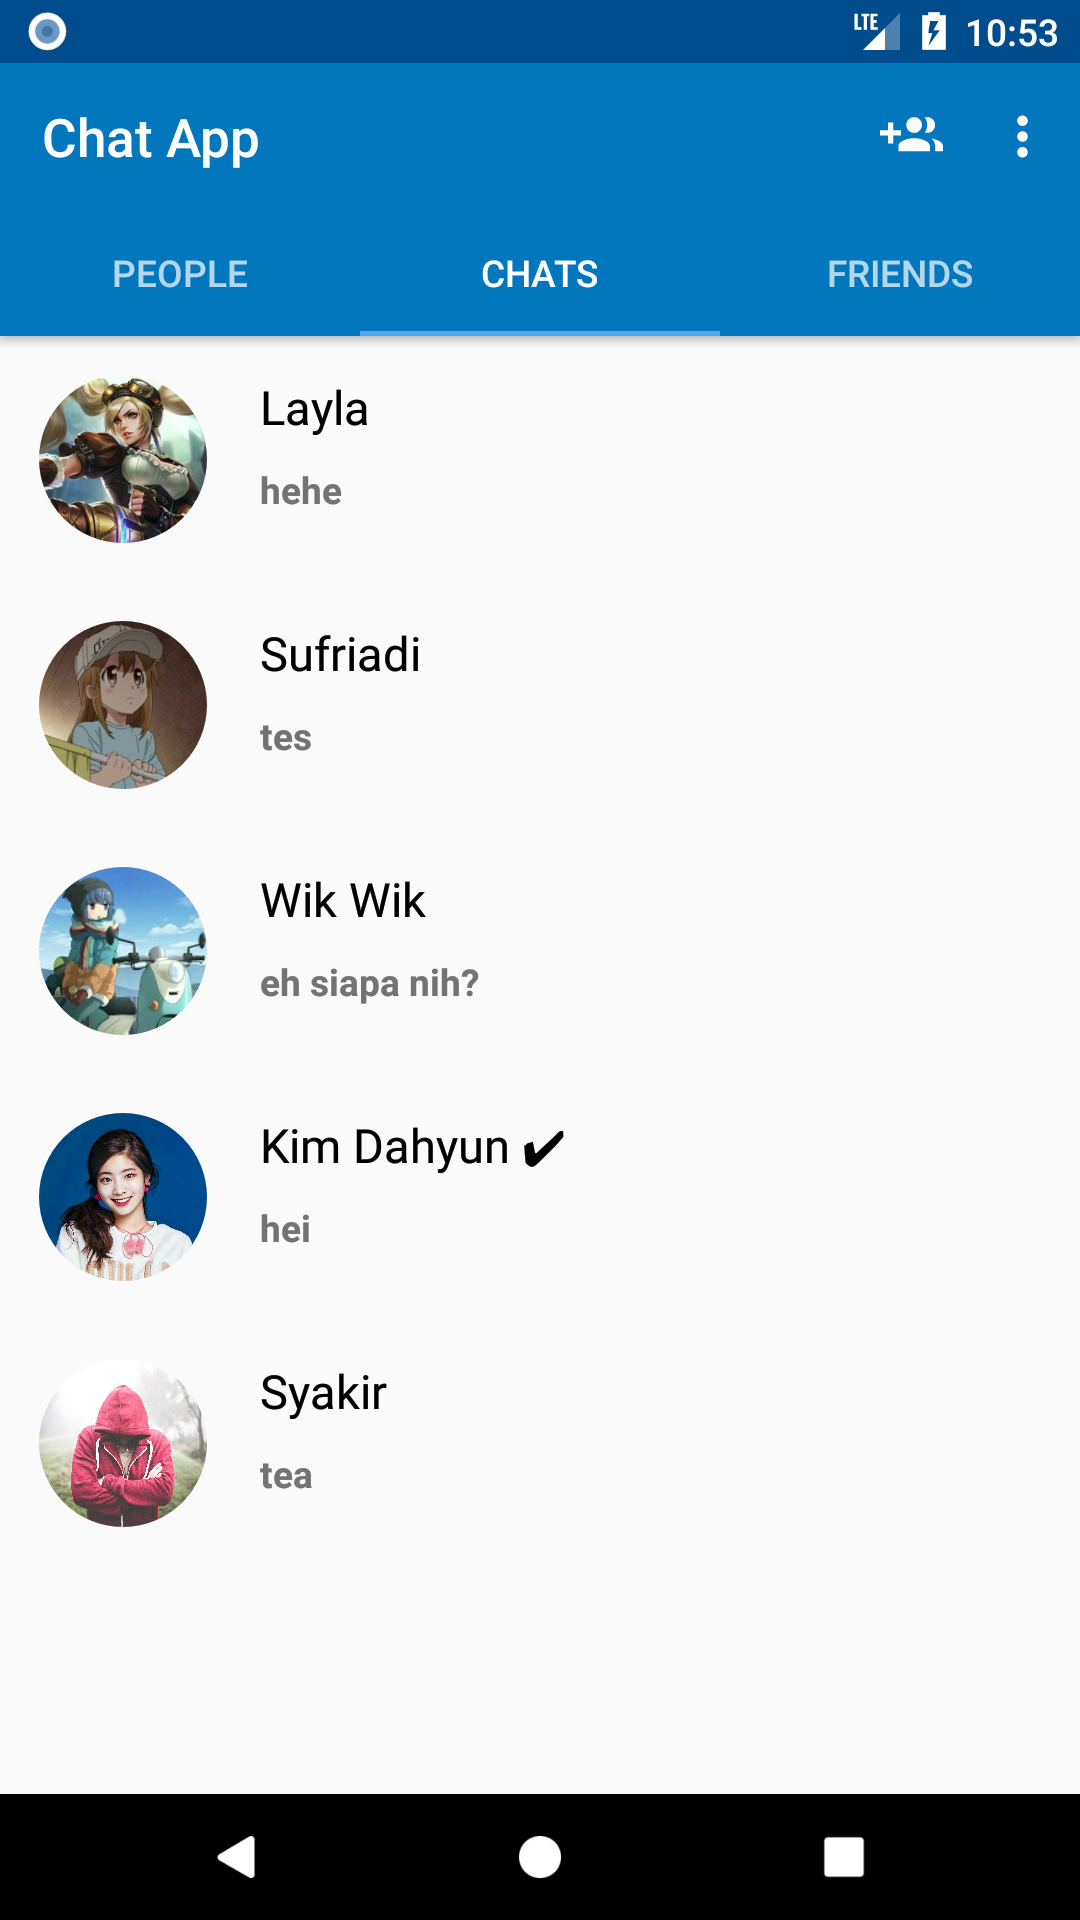 LTE 10:53
Chat App
PEOPLE CHATS FRIENDS
Layla
hehe
Sufriadi
tes
Wik Wik
eh siapa nih?
Kim Dahyun ✔
hei
Syakir
tea